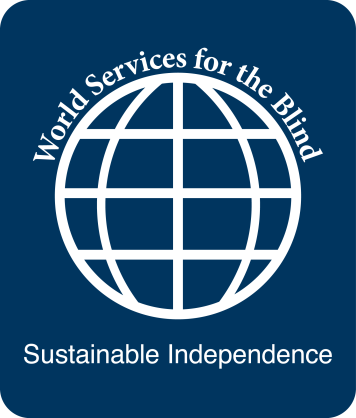 World Services for the Blind
Sustainable Independence